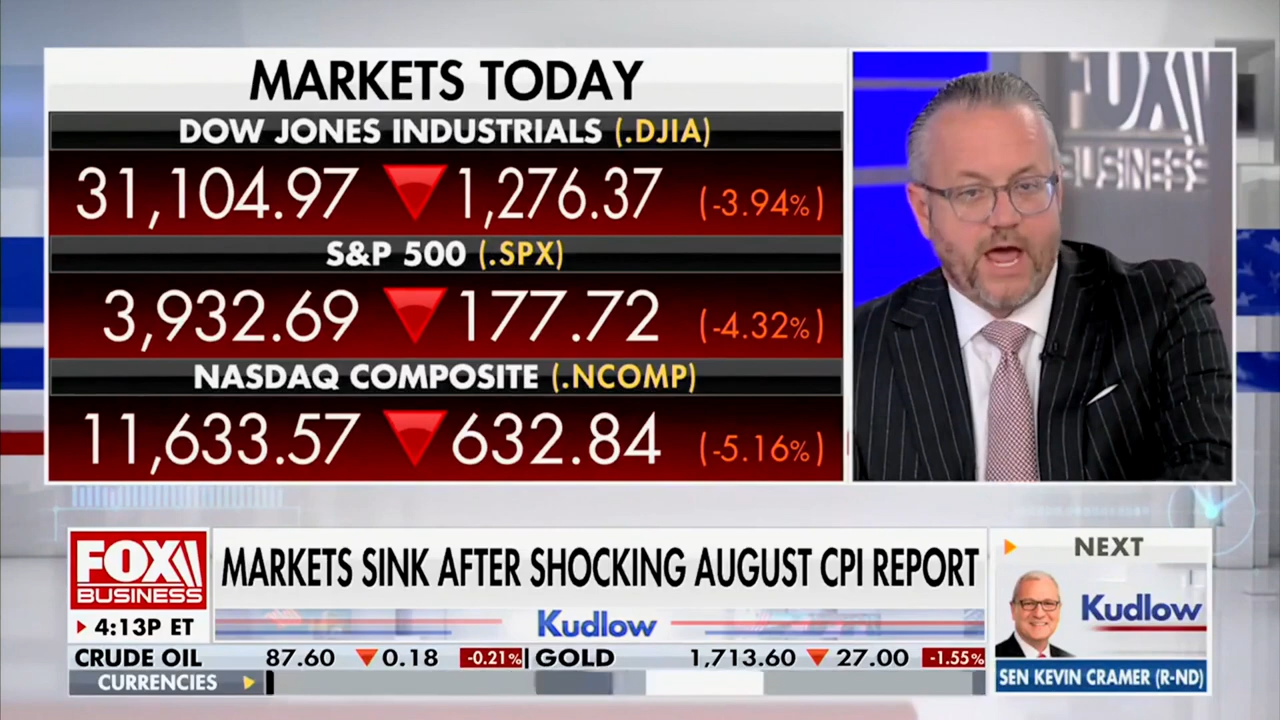 MARKETS TODAY
DOW JONES INDUSTRIALS (.DJIA)
31,104.97 ▼ 1,276.37 (-3.94%)
S&P 500 (.SPX)
3,932.69 ▼ 177.72 (-4.32%)
NASDAQ COMPOSITE (.NCOMP)
11,633.57 ▼ 632.84 (-5.16%)
FOX
BUSINESS
FOX
BUSINESS
4:13P ET
MARKETS SINK AFTER SHOCKING AUGUST CPI REPORT
Kudlow
NEXT
Kudlow
SEN KEVIN CRAMER (R-ND)
CRUDE OIL 87.60 ▼ 0.18 -0.21% GOLD 1,713.60 ▼ 27.00 -1.55%
CURRENCIES